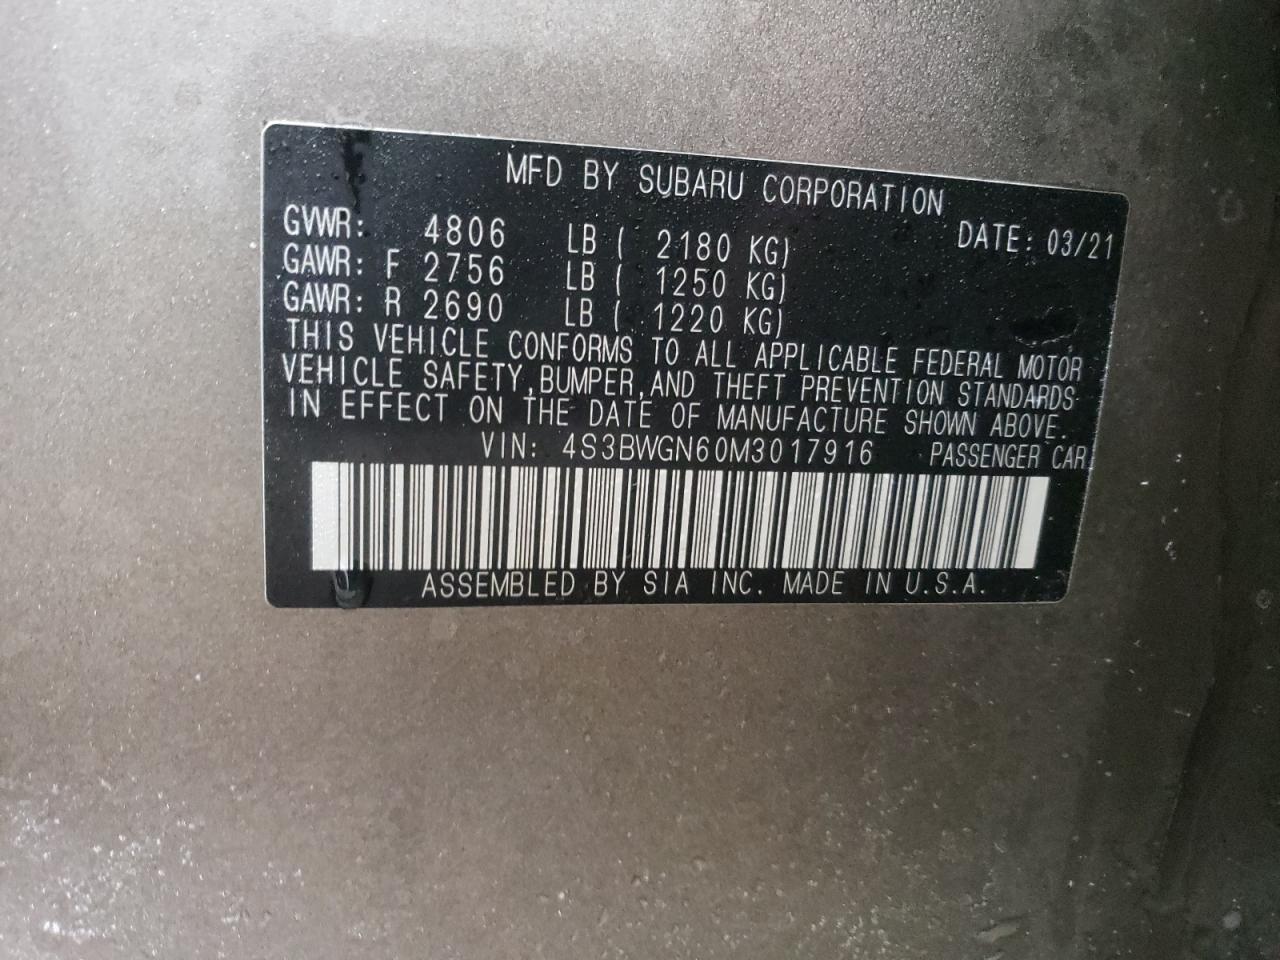 MFD BY SUBARU CORPORATION
GVWR: 4806 LB ( 2180 KG) DATE: 03/21
GAWR: F 2756 LB ( 1250 KG)
GAWR: R 2690 LB ( 1220 KG)
THIS VEHICLE CONFORMS TO ALL APPLICABLE FEDERAL MOTOR
VEHICLE SAFETY, BUMPER, AND THEFT PREVENTION STANDARDS
IN EFFECT ON THE DATE OF MANUFACTURE SHOWN ABOVE.
VIN: 4S3BWGN60M3017916 PASSENGER CAR
ASSEMBLED BY SIA INC. MADE IN U.S.A.